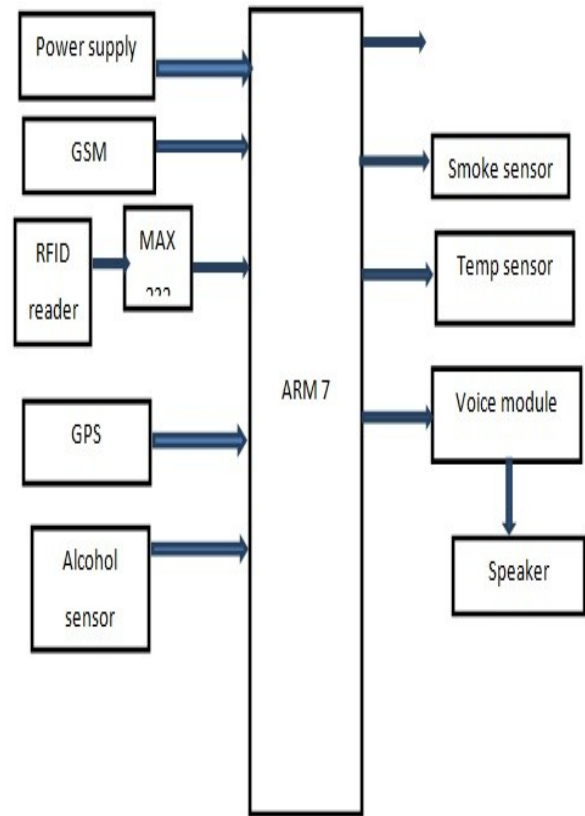 Power supply
GSM
RFID
reader
MAX
GPS
Alcohol
sensor
ARM 7
Smoke sensor
Temp sensor
Voice module
Speaker